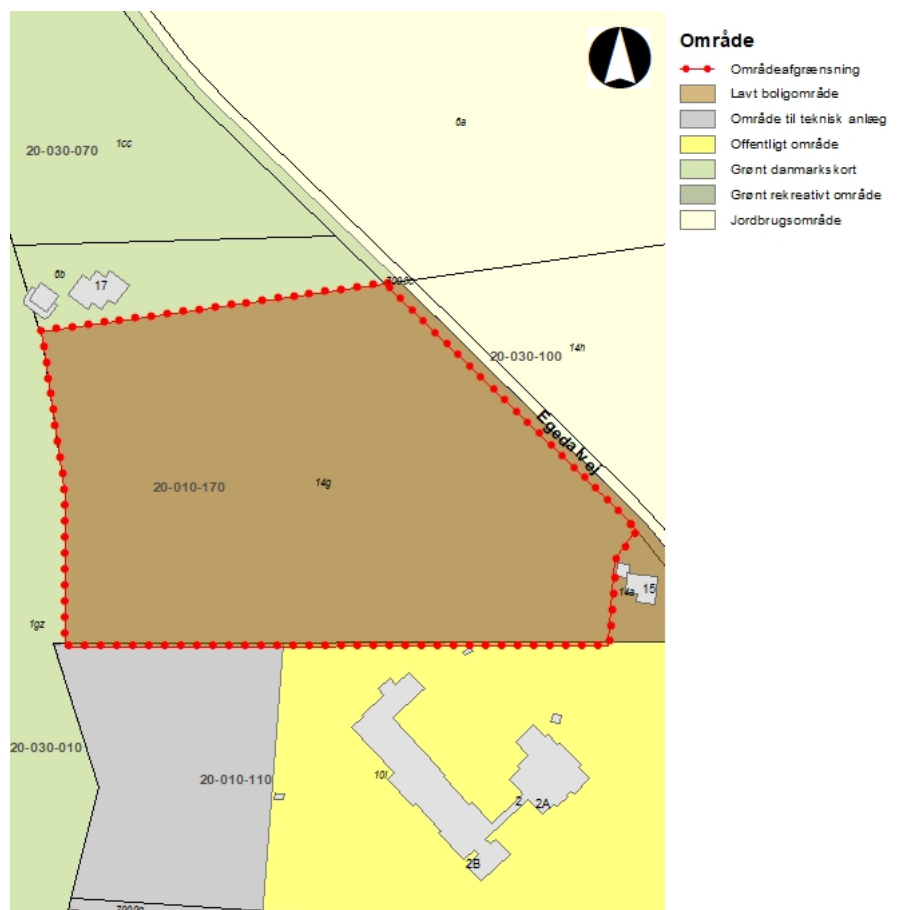 Område
Områdeafgrænsning
Lavt boligområde
Område til teknisk anlæg
Offentligt område
Grønt danmarkskort
Grønt rekreativt område
Jordbrugsområde
6a
1cc
20-030-070
6b
17
14h
20-030-100
Egedalvej
14g
20-010-170
15
14a
1gz
20-030-010
10l
20-010-110
2
2A
2B